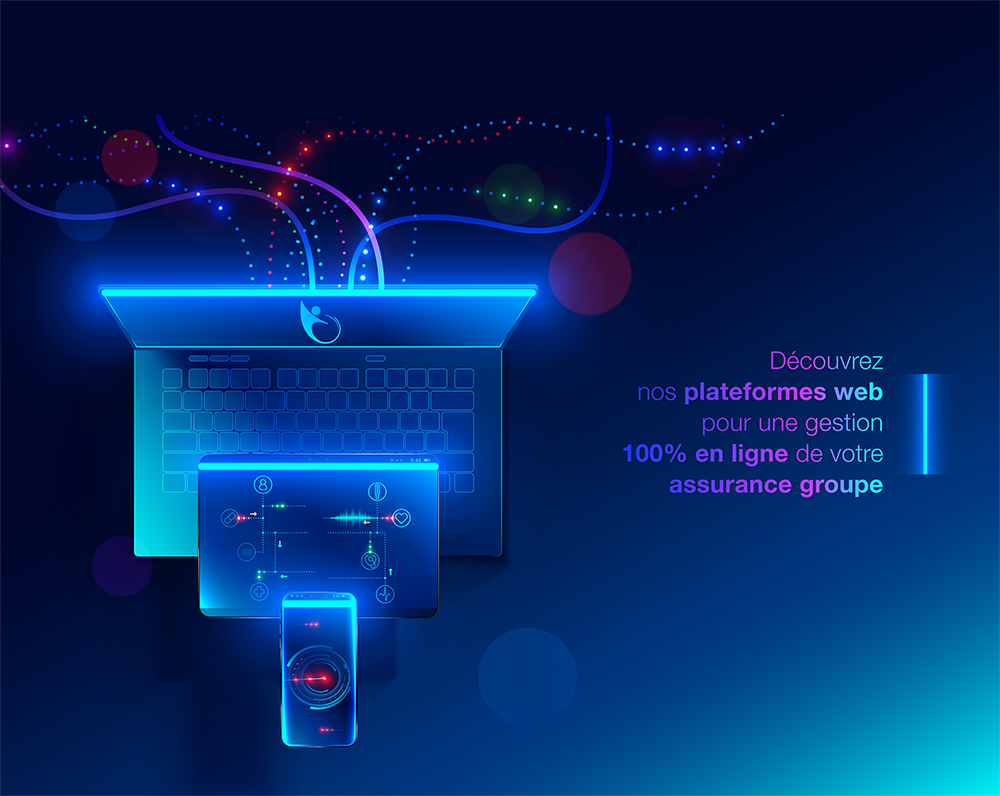 Découvrez
nos plateformes web
pour une gestion
100% en ligne de votre
assurance groupe